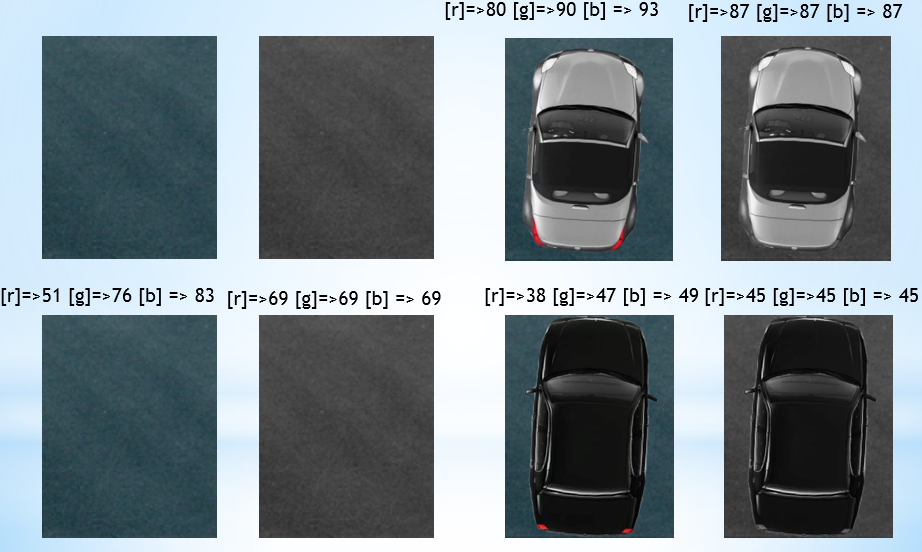 [r]=>80 [g]=>90 [b] => 93
[r]=>87 [g]=>87 [b] => 87
[r]=>51 [g]=>76 [b] => 83
[r]=>69 [g]=>69 [b] => 69
[r]=>38 [g]=>47 [b] => 49
[r]=>45 [g]=>45 [b] => 45